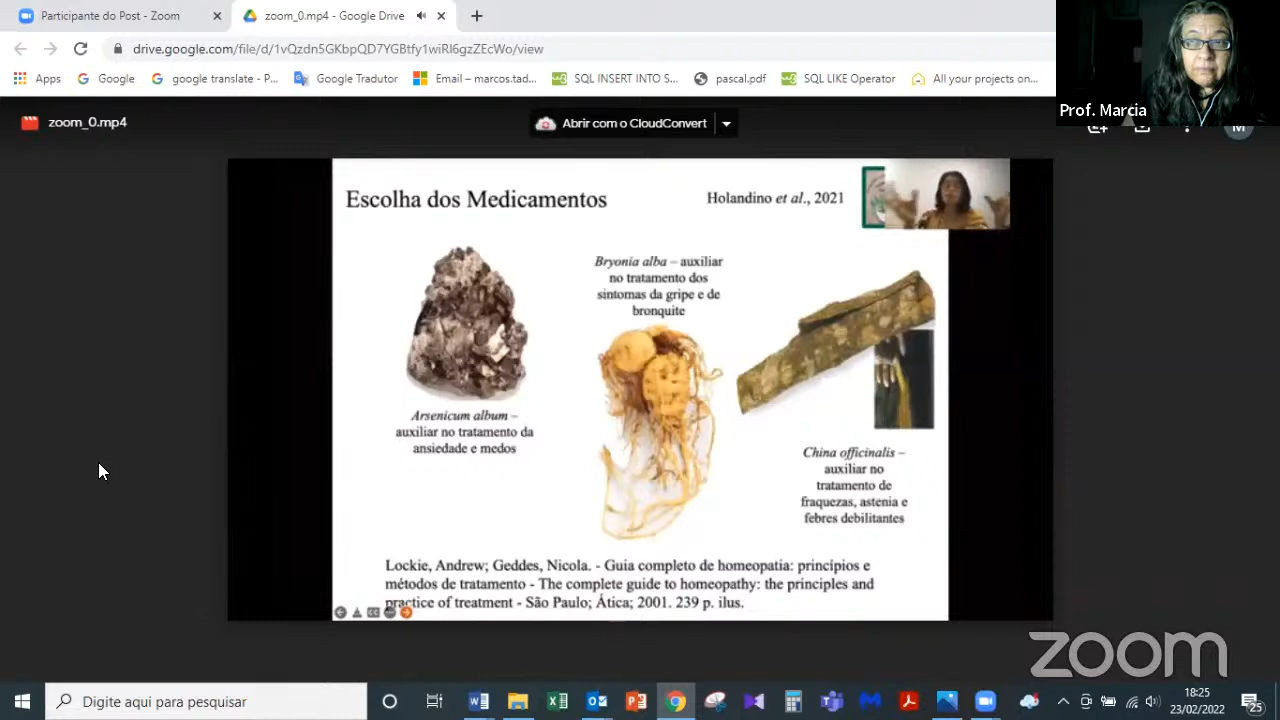 Participante do Post - Zoom
zoom_0.mp4 - Google Drive
drive.google.com/file/d/1vQzdn5GKbpQD7YGBtfy1wiRl6gzZEcWo/view
Apps
Google
google translate - P...
Google Tradutor
Email – marcos.tad...
SQL INSERT INTO S...
pascal.pdf
SQL LIKE Operator
All your projects on...
Prof. Marcia
zoom_0.mp4
Abrir com o CloudConvert
M
Escolha dos Medicamentos
Holandino et al., 2021
Bryonia alba – auxiliar
no tratamento dos
sintomas da gripe e de
bronquite
Arsenicum album –
auxiliar no tratamento da
ansiedade e medos
China officinalis –
auxiliar no
tratamento de
fraquezas, astenia e
febres debilitantes
Lockie, Andrew; Geddes, Nicola. - Guia completo de homeopatia: princípios e
métodos de tratamento - The complete guide to homeopathy: the principles and
practice of treatment - São Paulo; Ática; 2001. 239 p. ilus.
zoom
Digite aqui para pesquisar
18:25
23/02/2022
25